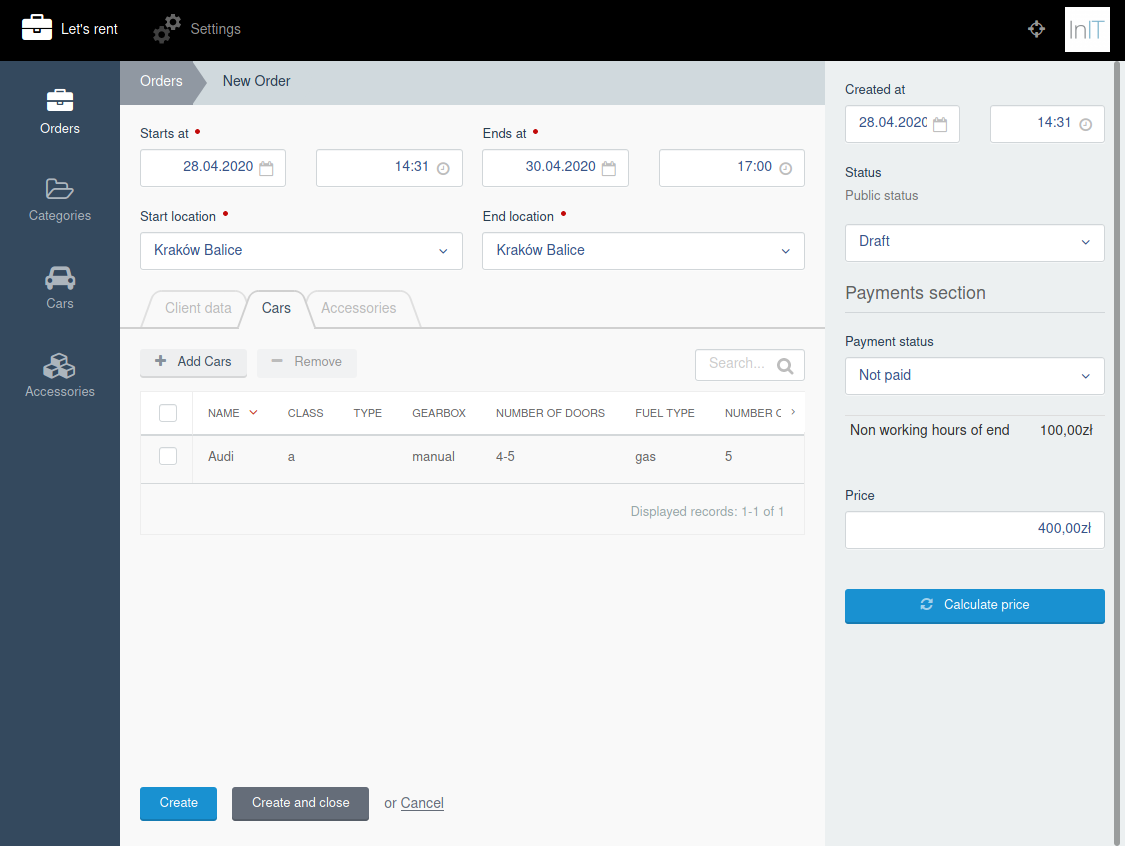 Let's rent
Settings
InIT
Orders
Categories
Cars
Accessories
Orders
New Order
Starts at
Ends at
28.04.2020
14:31
30.04.2020
17:00
Start location
End location
Kraków Balice
Kraków Balice
Client data
Cars
Accessories
Add Cars
Remove
Search...
NAME
CLASS
TYPE
GEARBOX
NUMBER OF DOORS
FUEL TYPE
NUMBER
Audi
a
manual
4-5
gas
5
Displayed records: 1-1 of 1
Create
Create and close
or Cancel
Created at
28.04.2020
14:31
Status
Public status
Draft
Payments section
Payment status
Not paid
Non working hours of end 100,00zł
Price
400,00zł
Calculate price